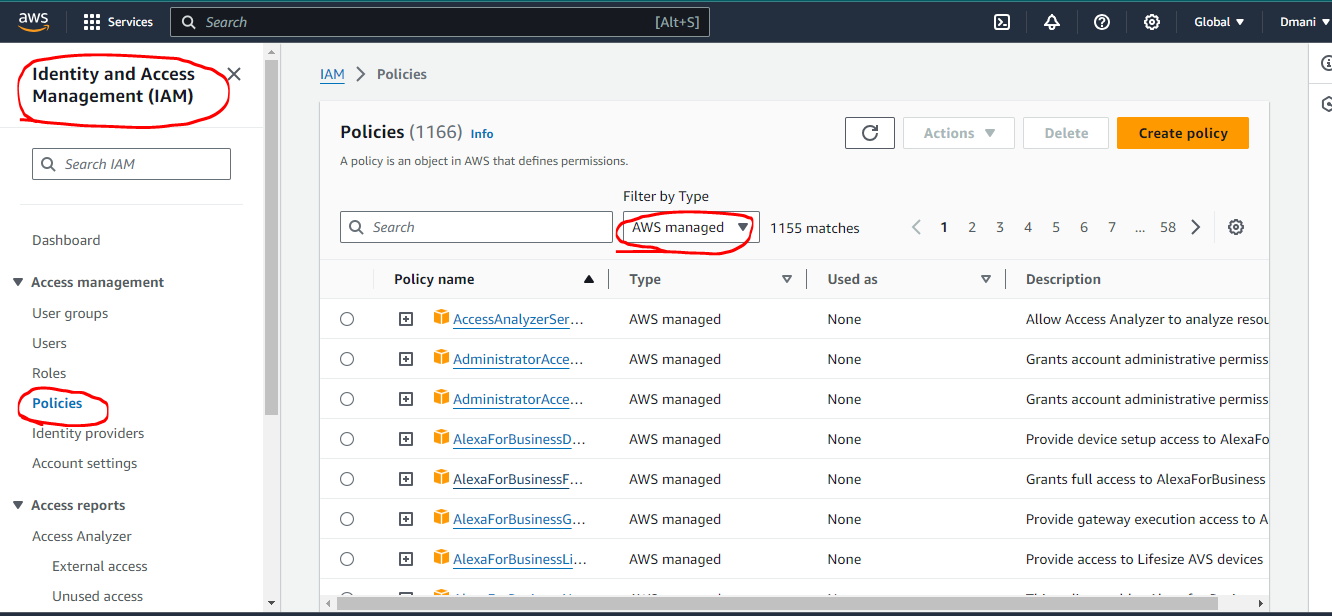 aws Services Search [Alt+S] Global Dmani
Identity and Access
Management (IAM)
Search IAM
Dashboard
Access management
User groups
Users
Roles
Policies
Identity providers
Account settings
Access reports
Access Analyzer
External access
Unused access
IAM Policies
Policies (1166) Info
A policy is an object in AWS that defines permissions.
Actions Delete Create policy
Filter by Type
Search AWS managed 1155 matches 1 2 3 4 5 6 7 ... 58
Policy name Type Used as Description
AccessAnalyzerSer... AWS managed None Allow Access Analyzer to analyze resou
AdministratorAcce... AWS managed None Grants account administrative permiss
AdministratorAcce... AWS managed None Grants account administrative permiss
AlexaForBusinessD... AWS managed None Provide device setup access to AlexaFo
AlexaForBusinessF... AWS managed None Grants full access to AlexaForBusiness
AlexaForBusinessG... AWS managed None Provide gateway execution access to A
AlexaForBusinessLi... AWS managed None Provide access to Lifesize AVS devices